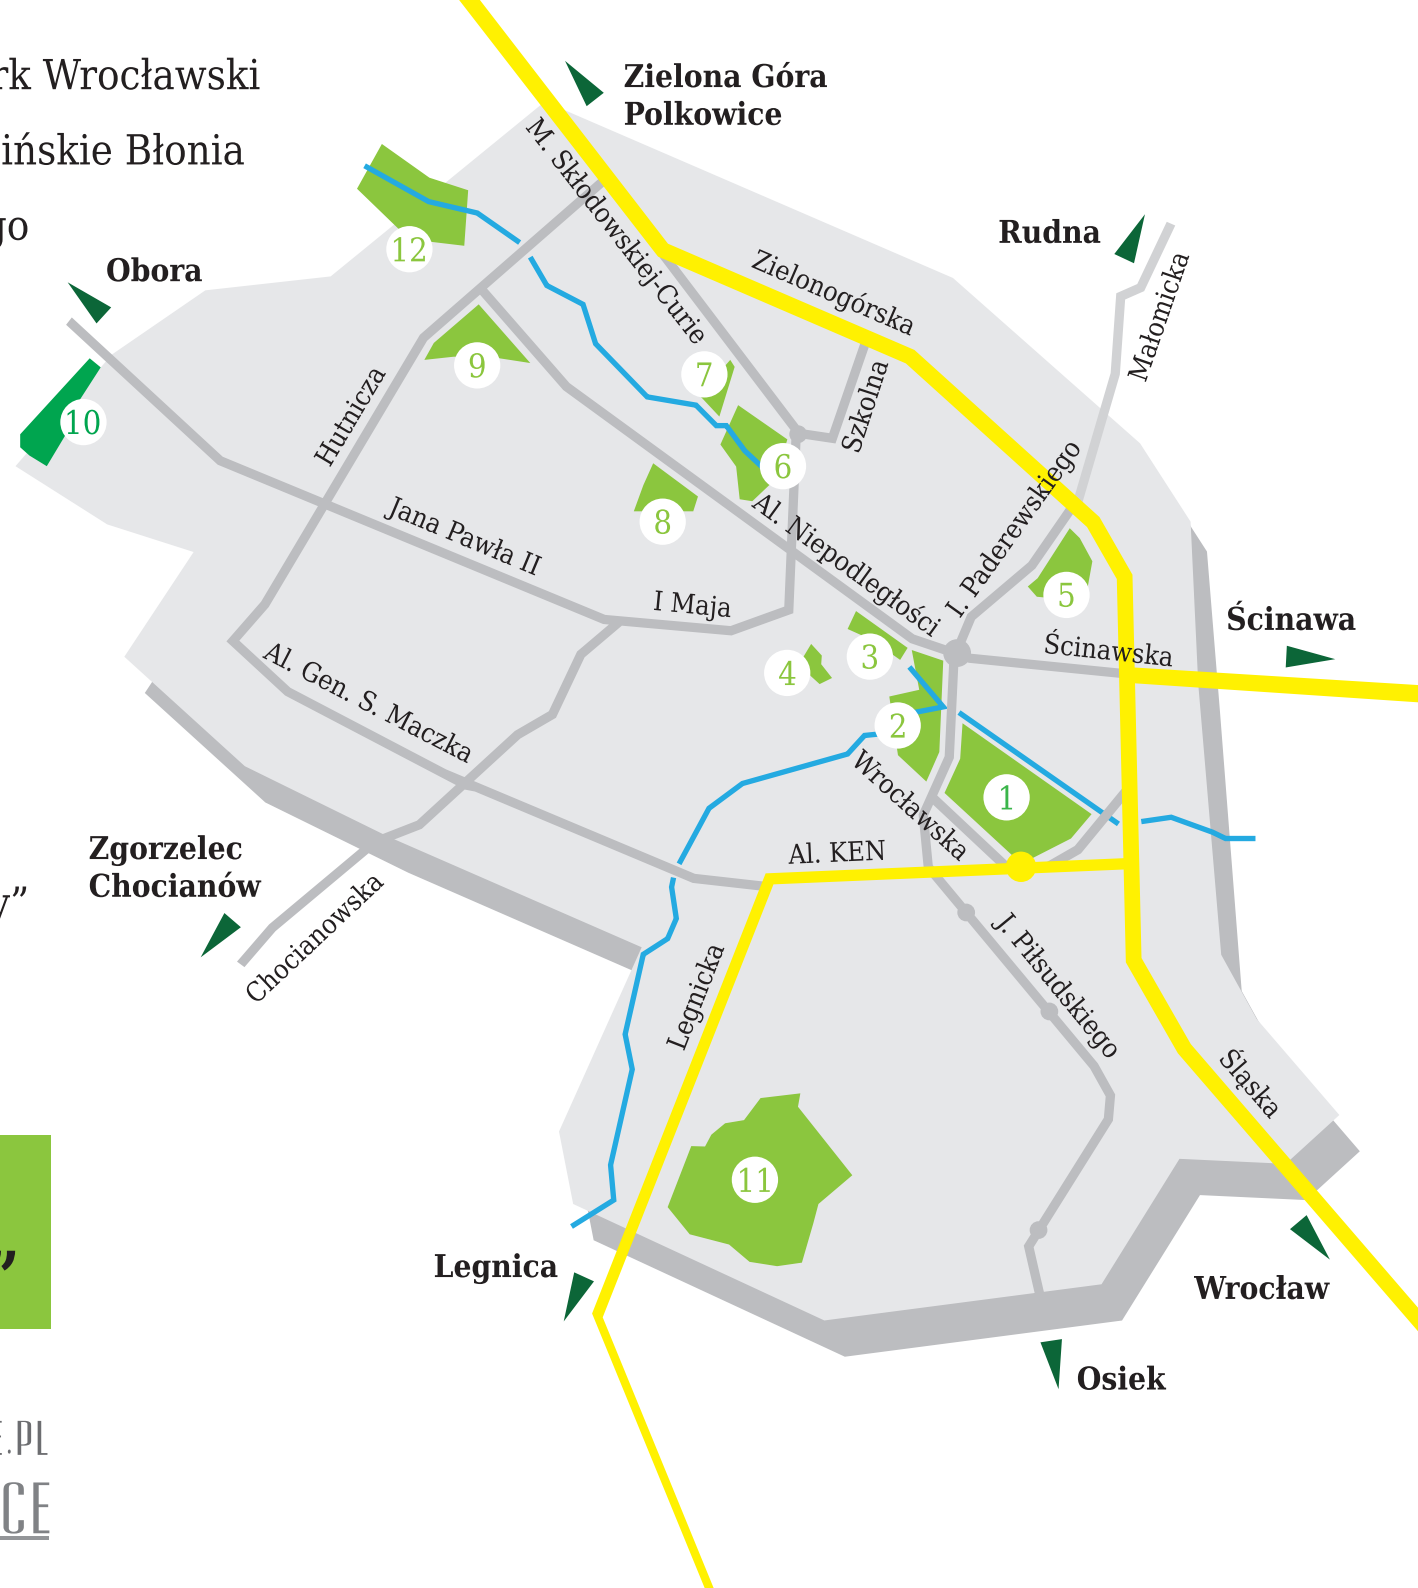 rk Wrocławski
ińskie Błonia
go
Zielona Góra
Polkowice
M. Skłodowskiej-Curie
Zielonogórska
Rudna
Małomicka
Obora
12
9
7
10
Hutnicza
Szkolna
6
8
Jana Pawła II
Al. Niepodległości
I. Paderewskiego
5
I Maja
Ścinawa
Ścinawska
3
4
Al. Gen. S. Maczka
2
Wrocławska
1
Al. KEN
Zgorzelec
Chocianów
y”
Chocianowska
Legnicka
J. Piłsudskiego
Śląska
11
”
Legnica
Wrocław
Osiek
E.PL
CE